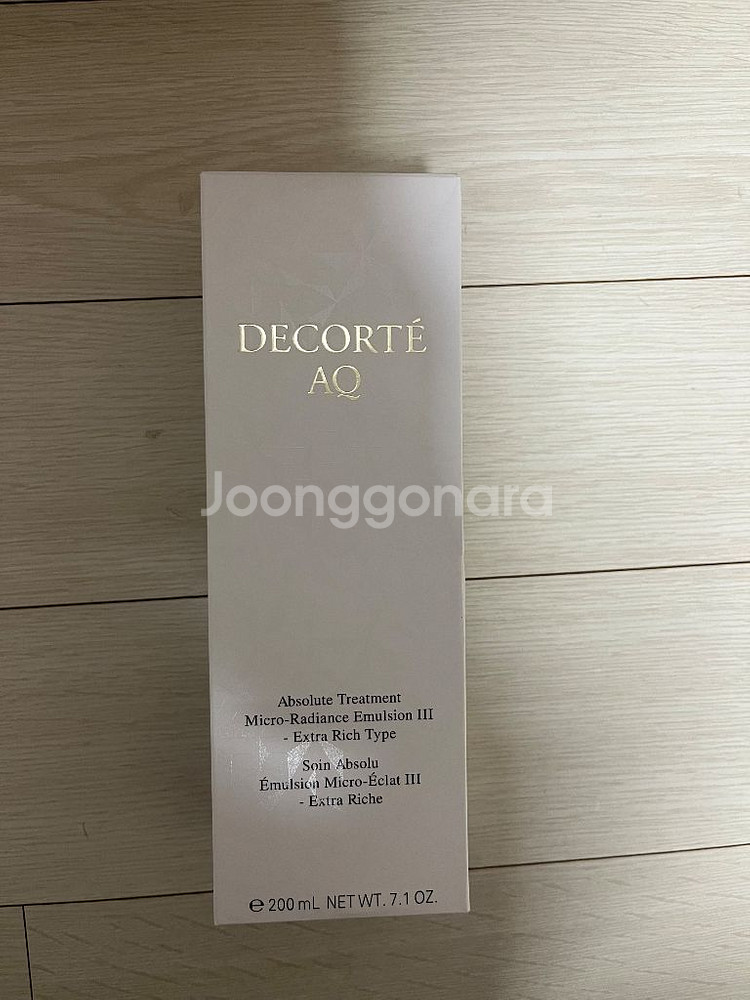 DECORTÉ
AQ
Joonggonara
Absolute Treatment
Micro-Radiance Emulsion III
- Extra Rich Type
Soin Absolu
Émulsion Micro-Éclat III
- Extra Riche
℮ 200 mL NET WT. 7.1 OZ.